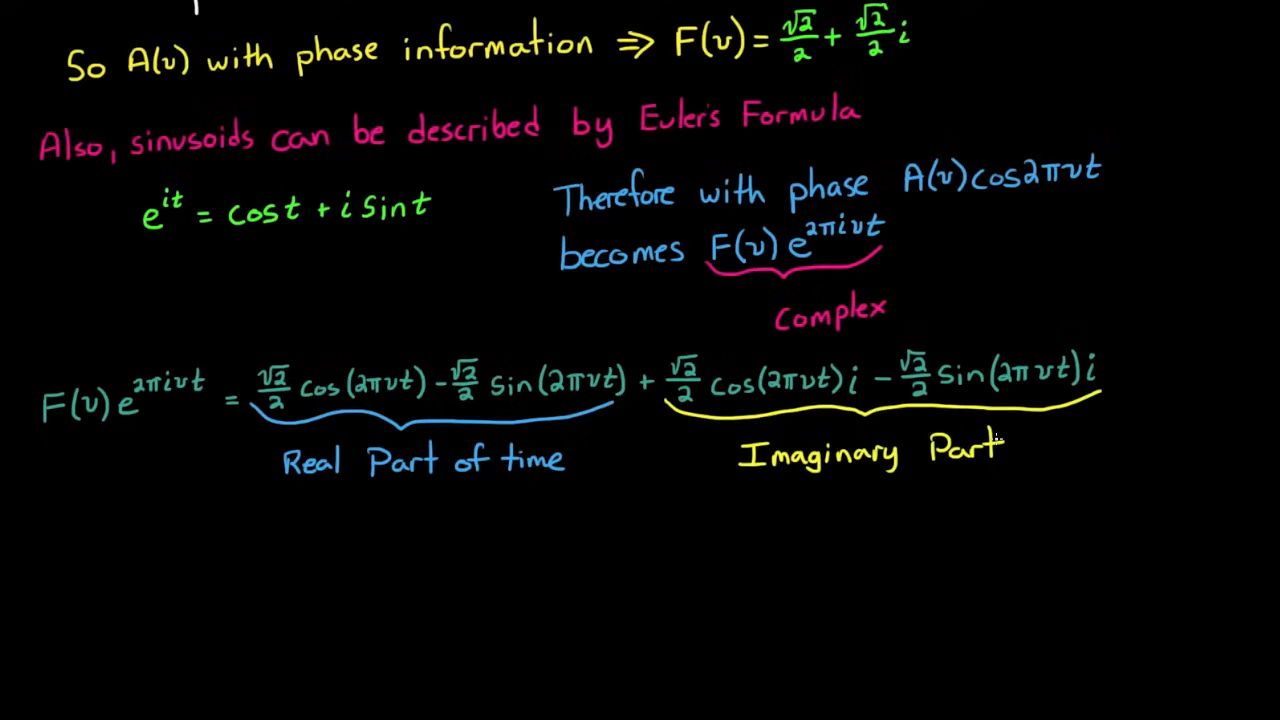 So A(ν) with phase information ⇒ F(ν) = √2/2 + √2/2 i
Also, sinusoids can be described by Euler's Formula
e^{it} = cos t + i sin t
Therefore with phase A(ν)cos2πνt
becomes F(ν) e^{2πiνt}
Complex
F(ν) e^{2πiνt} = √2/2 cos(2πνt) - √2/2 sin(2πνt) + √2/2 cos(2πνt) i - √2/2 sin(2πνt) i
Real Part of time
Imaginary Part